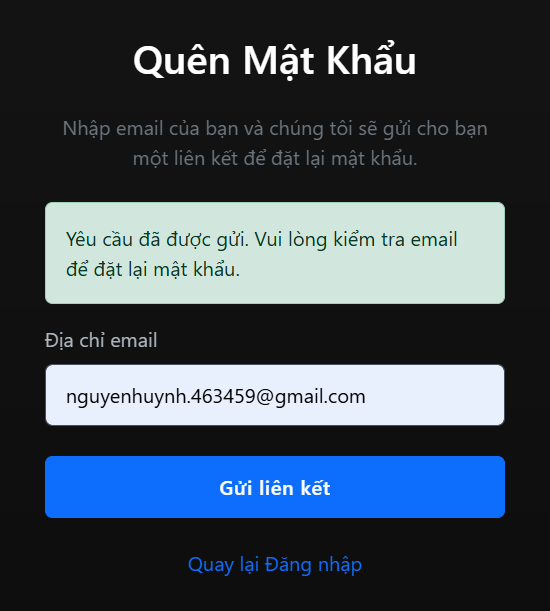 Quên Mật Khẩu
Nhập email của bạn và chúng tôi sẽ gửi cho bạn
một liên kết để đặt lại mật khẩu.
Yêu cầu đã được gửi. Vui lòng kiểm tra email
để đặt lại mật khẩu.
Địa chỉ email
nguyenhuynh.463459@gmail.com
Gửi liên kết
Quay lại Đăng nhập